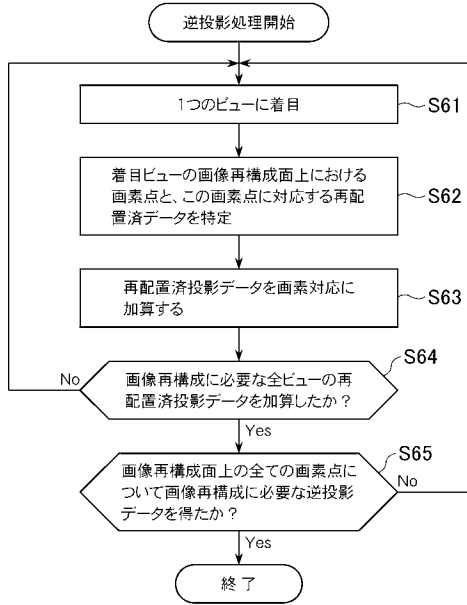 逆投影処理開始
1つのビューに着目
S61
着目ビューの画像再構成面上における
画素点と、この画素点に対応する再配
置済データを特定
S62
再配置済投影データを画素対応に
加算する
S63
S64
No
画像再構成に必要な全ビューの再
配置済投影データを加算したか？
Yes
S65
画像再構成面上の全ての画素点に
ついて画像再構成に必要な逆投影
データを得たか？
No
Yes
終了